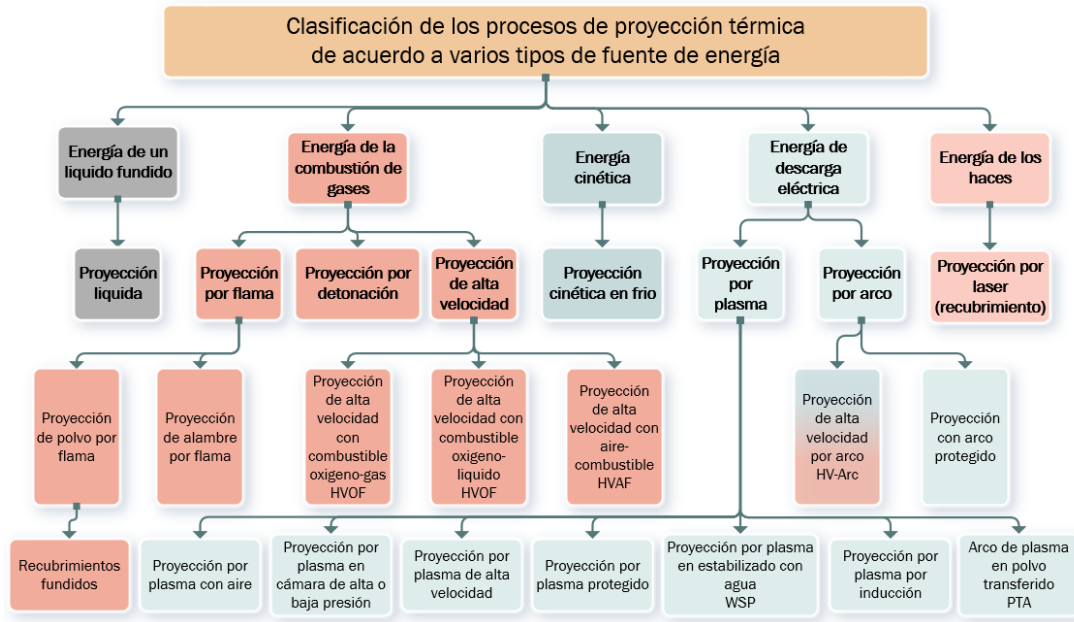 Clasificación de los procesos de proyección térmica
de acuerdo a varios tipos de fuente de energía
Energía de un
liquido fundido
Energía de la
combustión de
gases
Energía
cinética
Energía de
descarga
eléctrica
Energía de los
haces
Proyección
liquida
Proyección
por flama
Proyección por
detonación
Proyección
de alta
velocidad
Proyección
cinética en frio
Proyección
por
plasma
Proyección
por arco
Proyección por
laser
(recubrimiento)
Proyección
de polvo por
flama
Proyección
de alambre
por flama
Proyección
de alta
velocidad
con
combustible
oxigeno-gas
HVOF
Proyección
de alta
velocidad con
combustible
oxigeno-
liquido
HVOF
Proyección
de alta
velocidad con
aire-
combustible
HVAF
Proyección
de alta
velocidad
por arco
HV-Arc
Proyección
con arco
protegido
Recubrimientos
fundidos
Proyección por
plasma con aire
Proyección por
plasma en
cámara de alta o
baja presión
Proyección por
plasma de alta
velocidad
Proyección por
plasma protegido
Proyección por plasma
en estabilizado con
agua
WSP
Proyección por
plasma por
inducción
Arco de plasma
en polvo
transferido
PTA